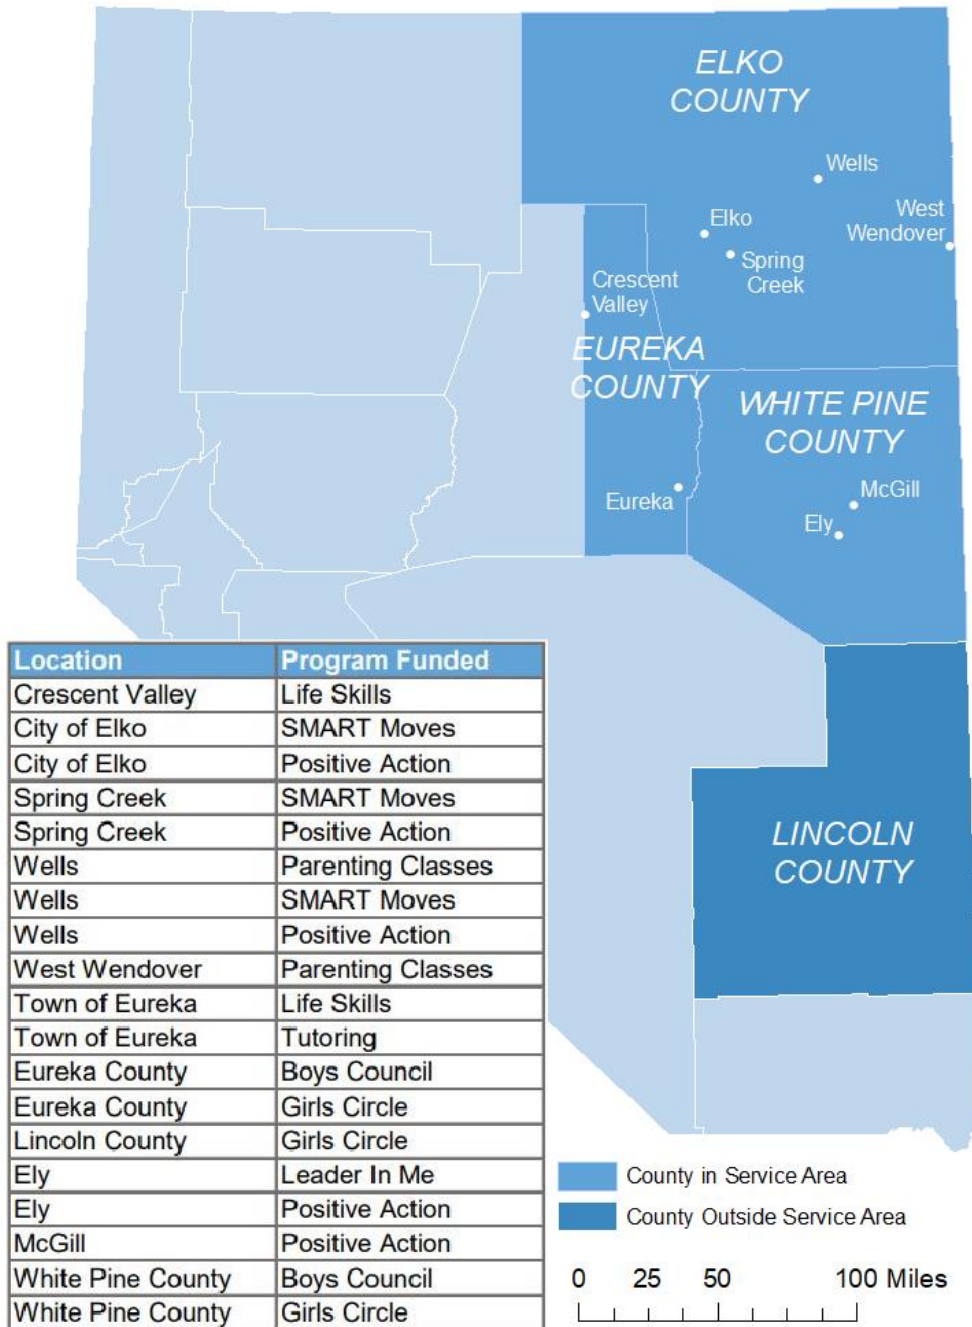 ELKO
COUNTY
Wells
West
Wendover
Elko
Spring
Creek
Crescent
Valley
EUREKA
COUNTY
WHITE PINE
COUNTY
McGill
Eureka
Ely
LINCOLN
COUNTY
Location Program Funded
Crescent Valley Life Skills
City of Elko SMART Moves
City of Elko Positive Action
Spring Creek SMART Moves
Spring Creek Positive Action
Wells Parenting Classes
Wells SMART Moves
Wells Positive Action
West Wendover Parenting Classes
Town of Eureka Life Skills
Town of Eureka Tutoring
Eureka County Boys Council
Eureka County Girls Circle
Lincoln County Girls Circle
Ely Leader In Me
Ely Positive Action
McGill Positive Action
White Pine County Boys Council
White Pine County Girls Circle
County in Service Area
County Outside Service Area
0 25 50 100 Miles